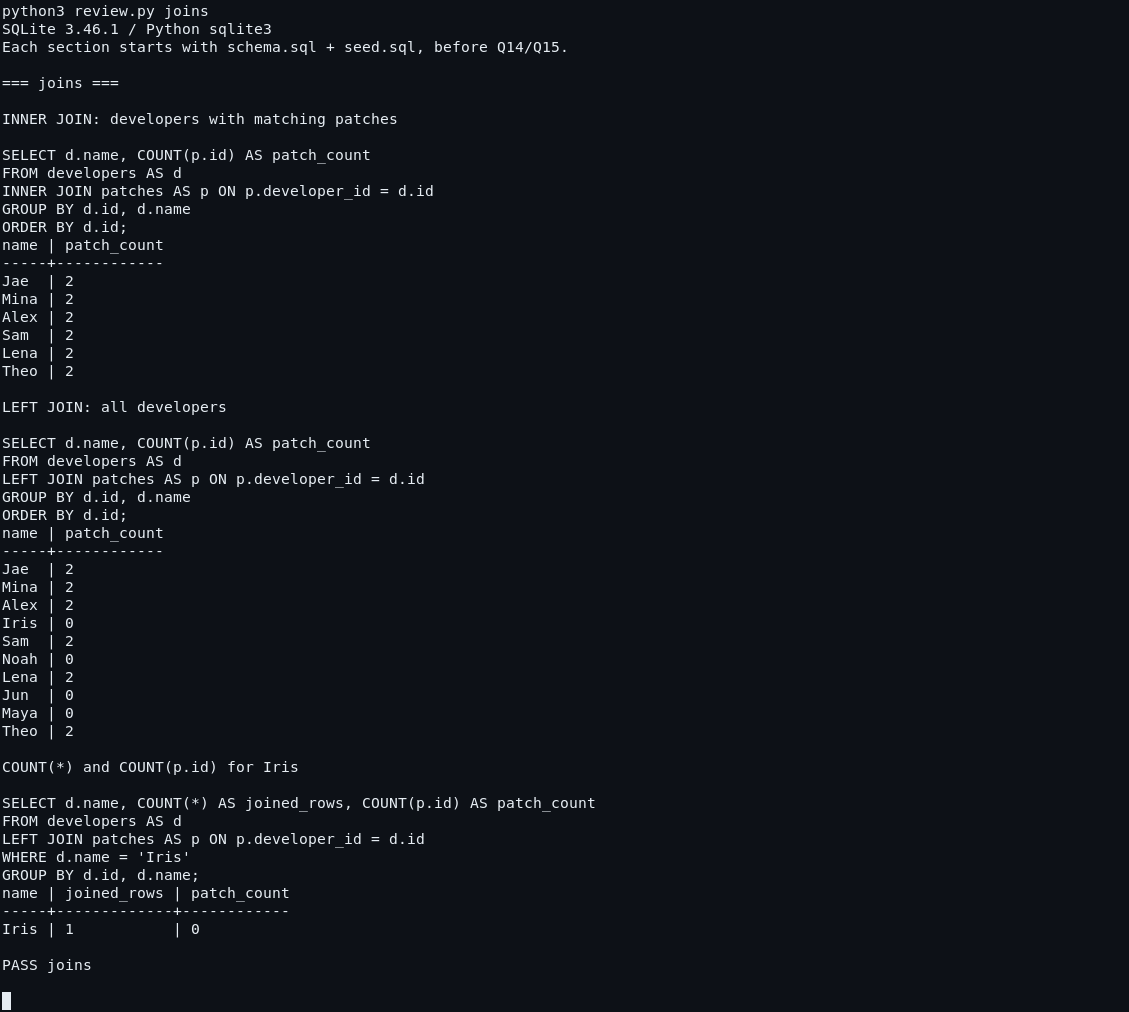 python3 review.py joins
SQLite 3.46.1 / Python sqlite3
Each section starts with schema.sql + seed.sql, before Q14/Q15.

=== joins ===

INNER JOIN: developers with matching patches

SELECT d.name, COUNT(p.id) AS patch_count
FROM developers AS d
INNER JOIN patches AS p ON p.developer_id = d.id
GROUP BY d.id, d.name
ORDER BY d.id;
name | patch_count
-----+------------
Jae  | 2
Mina | 2
Alex | 2
Sam  | 2
Lena | 2
Theo | 2

LEFT JOIN: all developers

SELECT d.name, COUNT(p.id) AS patch_count
FROM developers AS d
LEFT JOIN patches AS p ON p.developer_id = d.id
GROUP BY d.id, d.name
ORDER BY d.id;
name | patch_count
-----+------------
Jae  | 2
Mina | 2
Alex | 2
Iris | 0
Sam  | 2
Noah | 0
Lena | 2
Jun  | 0
Maya | 0
Theo | 2

COUNT(*) and COUNT(p.id) for Iris

SELECT d.name, COUNT(*) AS joined_rows, COUNT(p.id) AS patch_count
FROM developers AS d
LEFT JOIN patches AS p ON p.developer_id = d.id
WHERE d.name = 'Iris'
GROUP BY d.id, d.name;
name | joined_rows | patch_count
-----+-------------+------------
Iris | 1           | 0

PASS joins